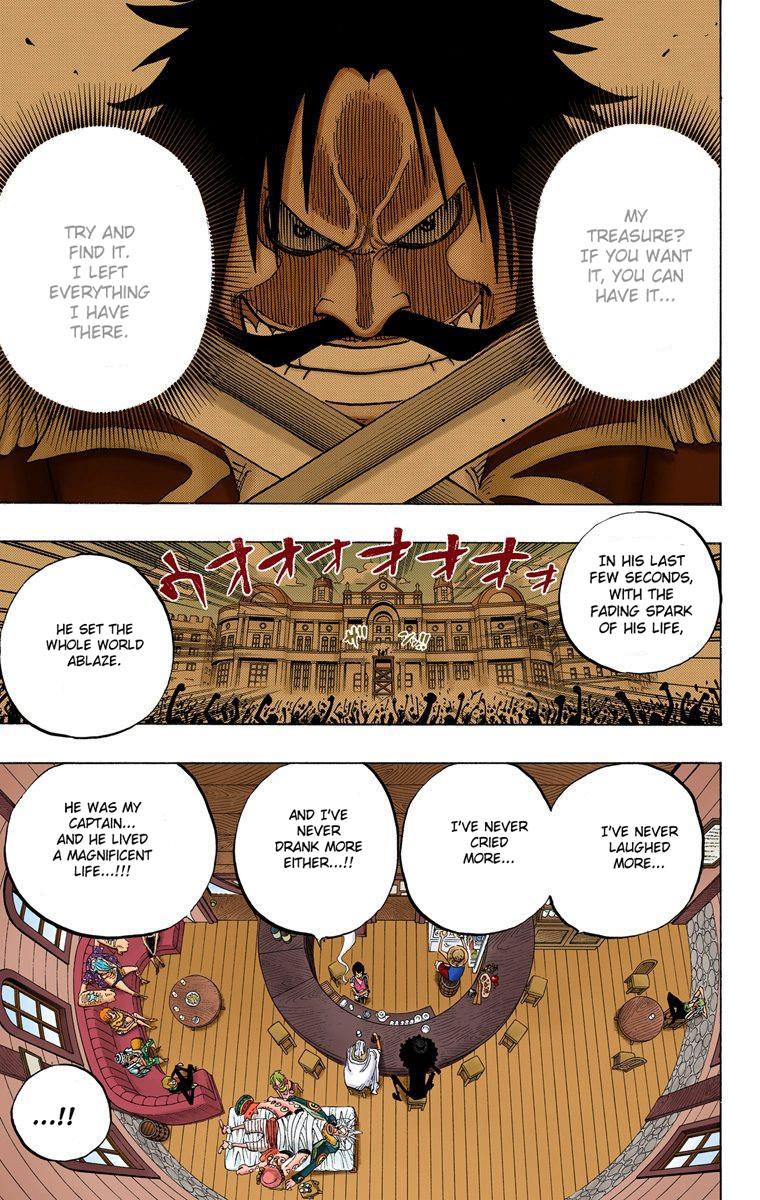 MY
TREASURE?
IF YOU WANT
IT, YOU CAN
HAVE IT...
TRY AND
FIND IT.
I LEFT
EVERYTHING
I HAVE
THERE.
IN HIS LAST
FEW SECONDS,
WITH THE
FADING SPARK
OF HIS LIFE,
ウオオオオオオォ
HE SET THE
WHOLE WORLD
ABLAZE.
I'VE NEVER
LAUGHED
MORE...
I'VE NEVER
CRIED
MORE...
AND I'VE
NEVER
DRANK MORE
EITHER...!!
HE WAS MY
CAPTAIN...
AND HE LIVED
A MAGNIFICENT
LIFE...!!!
...!!